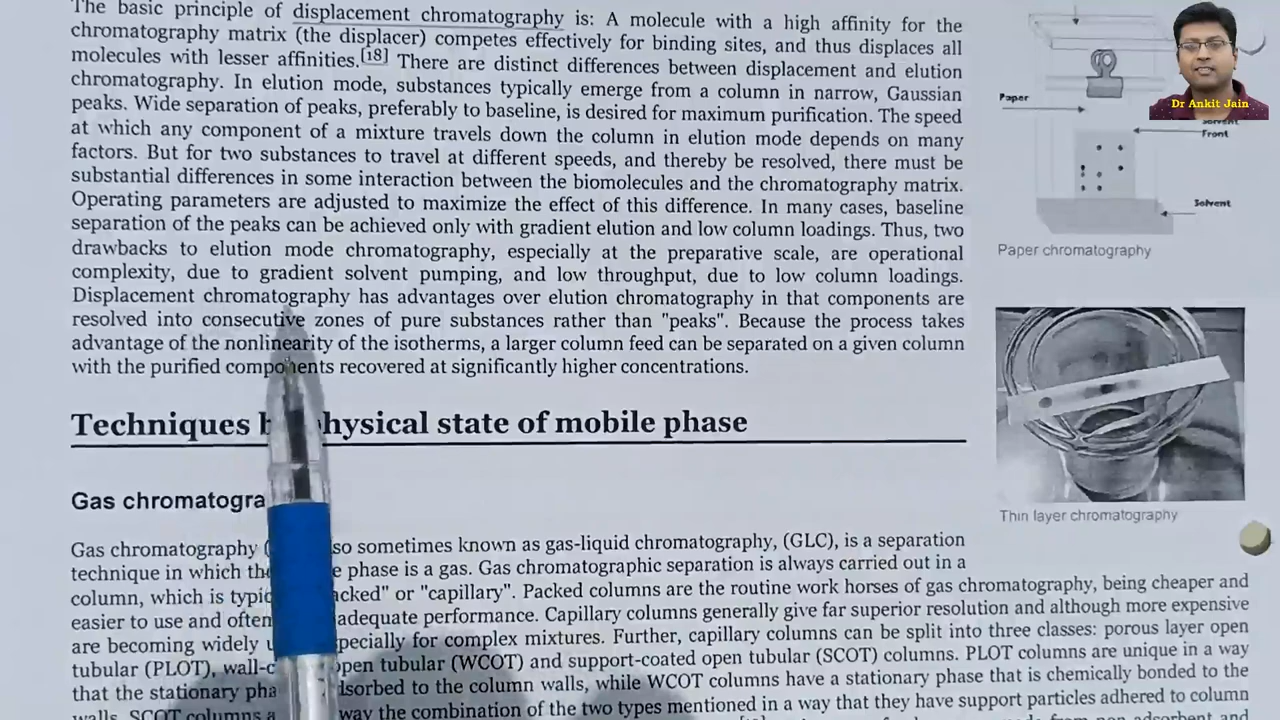 The basic principle of displacement chromatography is: A molecule with a high affinity for the
chromatography matrix (the displacer) competes effectively for binding sites, and thus displaces all
molecules with lesser affinities.[18] There are distinct differences between displacement and elution
chromatography. In elution mode, substances typically emerge from a column in narrow, Gaussian
peaks. Wide separation of peaks, preferably to baseline, is desired for maximum purification. The speed
at which any component of a mixture travels down the column in elution mode depends on many
factors. But for two substances to travel at different speeds, and thereby be resolved, there must be
substantial differences in some interaction between the biomolecules and the chromatography matrix.
Operating parameters are adjusted to maximize the effect of this difference. In many cases, baseline
separation of the peaks can be achieved only with gradient elution and low column loadings. Thus, two
drawbacks to elution mode chromatography, especially at the preparative scale, are operational
complexity, due to gradient solvent pumping, and low throughput, due to low column loadings.
Displacement chromatography has advantages over elution chromatography in that components are
resolved into consecutive zones of pure substances rather than "peaks". Because the process takes
advantage of the nonlinearity of the isotherms, a larger column feed can be separated on a given column
with the purified components recovered at significantly higher concentrations.
Techniques hysical state of mobile phase
Gas chromatogra
Gas chromatography so sometimes known as gas-liquid chromatography, (GLC), is a separation
technique in which phase is a gas. Gas chromatographic separation is always carried out in a
column, which is or "capillary". Packed columns are the routine work horses of gas chromatography, being cheaper and
easier to use and often adequate performance. Capillary columns generally give far superior resolution and although more expensive
are becoming widely for complex mixtures. Further, capillary columns can be split into three classes: porous layer open
tubular (PLOT), open tubular (WCOT) and support-coated open tubular (SCOT) columns. PLOT columns are unique in a way
that the stationary dsorbed to the column walls, while WCOT columns have a stationary phase that is chemically bonded to the
walls. SCOT columns way the combination of the two types mentioned in a way that they have support particles adhered to column
Dr Ankit Jain
Paper
Solvent
Front
Solvent
Paper chromatography
Thin layer chromatography